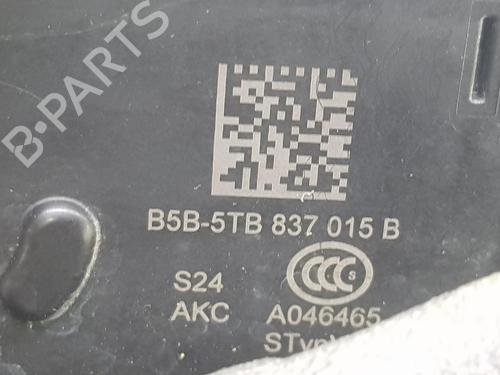 B-PARTS
B5B-5TB 837 015 B
S24
CCC S
AKC
A046465